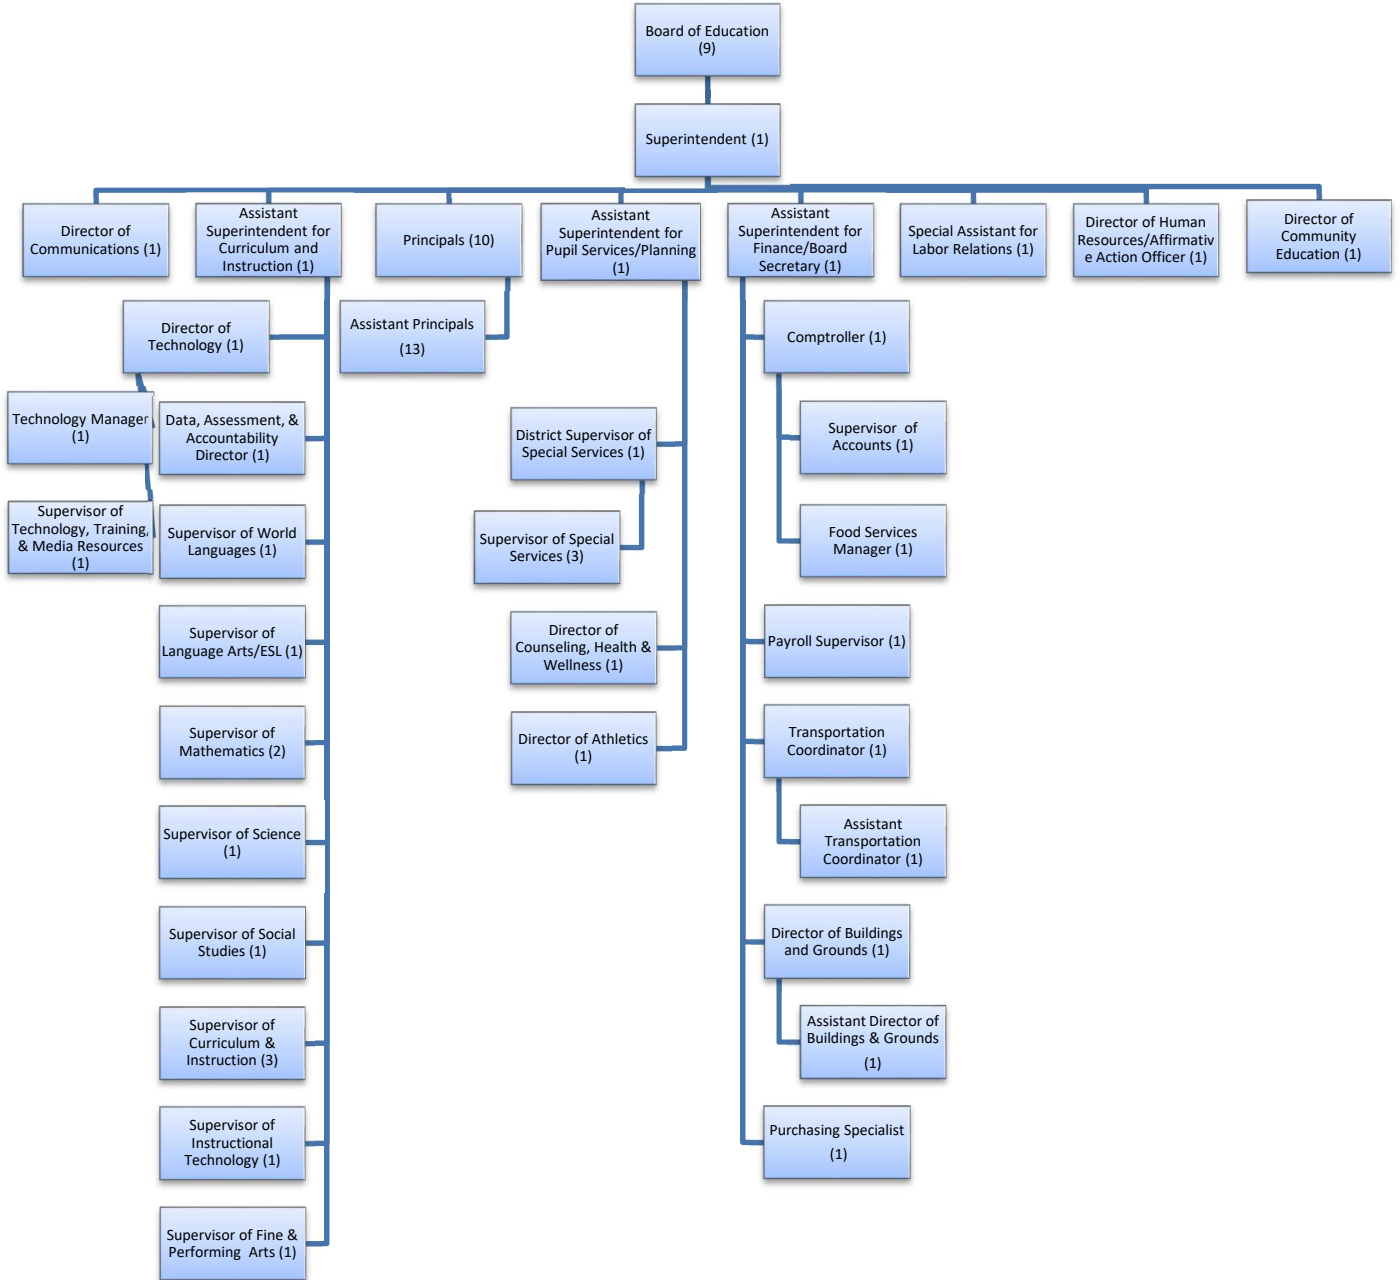 Board of Education
(9)
Superintendent (1)
Director of
Communications (1)
Assistant
Superintendent for
Curriculum and
Instruction (1)
Principals (10)
Assistant
Superintendent for
Pupil Services/Planning
(1)
Assistant
Superintendent for
Finance/Board
Secretary (1)
Special Assistant for
Labor Relations (1)
Director of Human
Resources/Affirmativ
e Action Officer (1)
Director of
Community
Education (1)
Director of
Technology (1)
Assistant Principals
(13)
Comptroller (1)
Technology Manager
(1)
Data, Assessment, &
Accountability
Director (1)
District Supervisor of
Special Services (1)
Supervisor of
Accounts (1)
Supervisor of
Technology, Training,
& Media Resources
(1)
Supervisor of World
Languages (1)
Supervisor of Special
Services (3)
Food Services
Manager (1)
Supervisor of
Language Arts/ESL (1)
Director of
Counseling, Health &
Wellness (1)
Payroll Supervisor (1)
Supervisor of
Mathematics (2)
Director of Athletics
(1)
Transportation
Coordinator (1)
Supervisor of Science
(1)
Assistant
Transportation
Coordinator (1)
Supervisor of Social
Studies (1)
Director of Buildings
and Grounds (1)
Supervisor of
Curriculum &
Instruction (3)
Assistant Director of
Buildings & Grounds
(1)
Supervisor of
Instructional
Technology (1)
Purchasing Specialist
(1)
Supervisor of Fine &
Performing Arts (1)